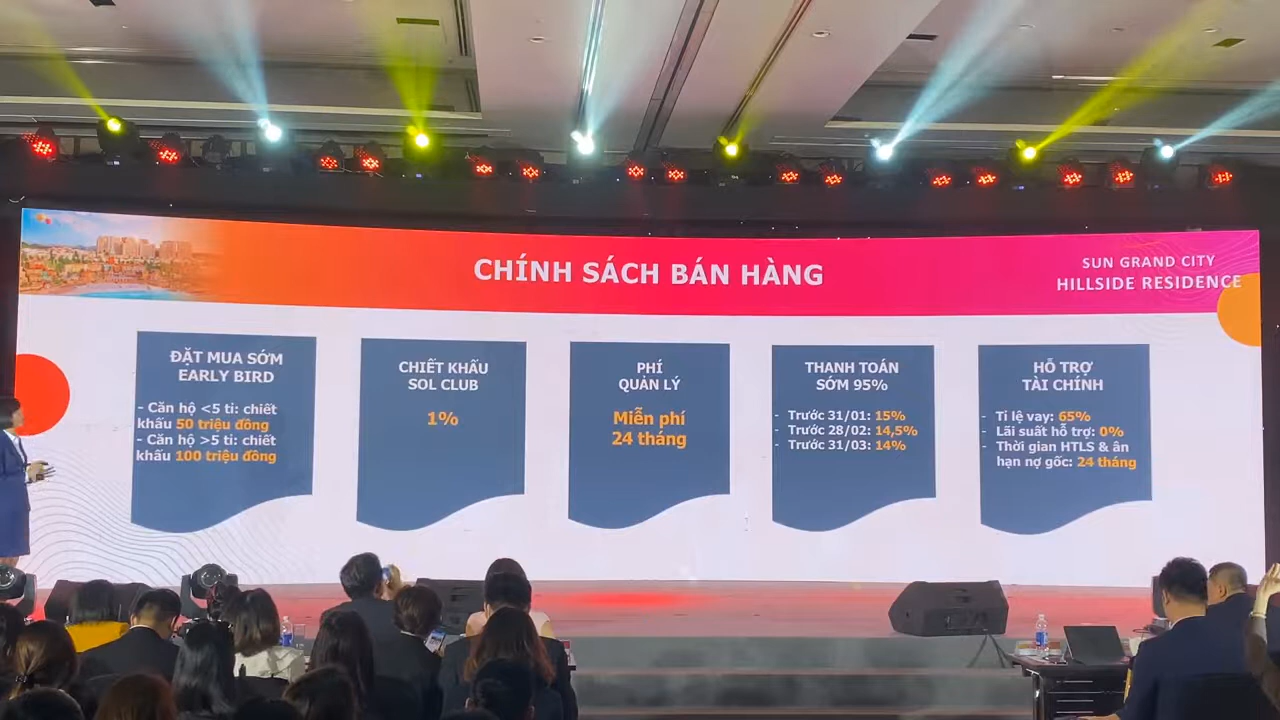 CHÍNH SÁCH BÁN HÀNG
SUN GRAND CITY
HILLSIDE RESIDENCE
ĐẶT MUA SỚM
EARLY BIRD
- Căn hộ <5 tỉ: chiết
khấu 50 triệu đồng
- Căn hộ >5 tỉ: chiết
khấu 100 triệu đồng
CHIẾT KHẤU
SOL CLUB
1%
PHÍ
QUẢN LÝ
Miễn phí
24 tháng
THANH TOÁN
SỚM 95%
- Trước 31/01: 15%
- Trước 28/02: 14,5%
- Trước 31/03: 14%
HỖ TRỢ
TÀI CHÍNH
- Tỉ lệ vay: 65%
- Lãi suất hỗ trợ: 0%
- Thời gian HTLS & ân
hạn nợ gốc: 24 tháng